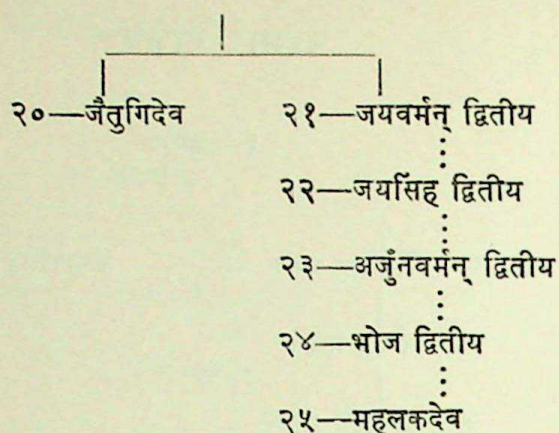 २०—जैतुगिदेव २१—जयवर्मन् द्वितीय
२२—जयसिंह द्वितीय
२३—अर्जुनवर्मन् द्वितीय
२४—भोज द्वितीय
२५—महलकदेव